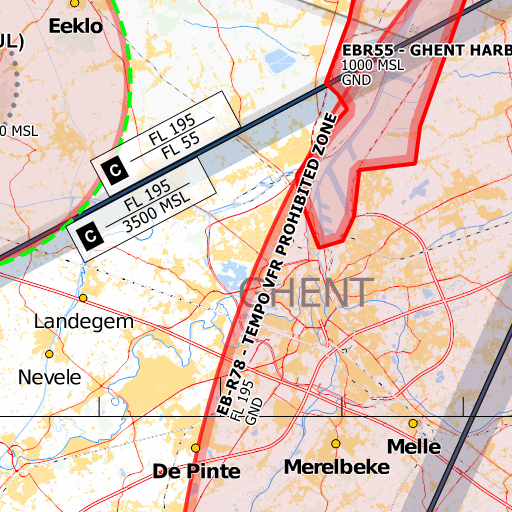 Eeklo
JL)
0 MSL
EBR55 - GHENT HARB
1000 MSL
GND
C
FL 195
FL 55
C
FL 195
3500 MSL
EB-R78 - TEMPO VFR PROHIBITED ZONE
FL 195
GND
GHENT
Landegem
Nevele
De Pinte
Merelbeke
Melle